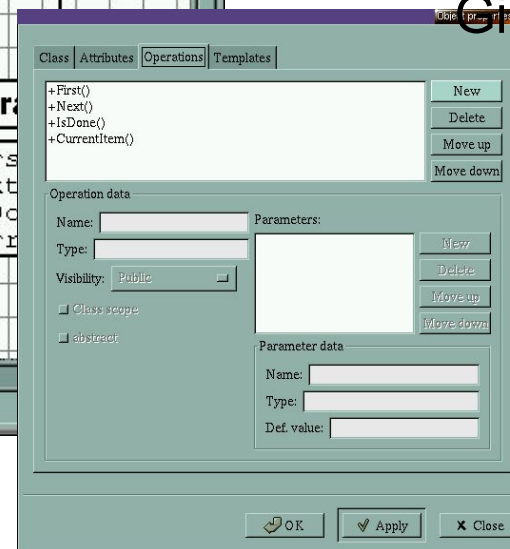 Object properties
Class Attributes Operations Templates
+First()
+Next()
+IsDone()
+CurrentItem()
New
Delete
Move up
Move down
Operation data
Name:
Type:
Visibility: Public
Class scope
abstract
Parameters:
New
Delete
Move up
Move down
Parameter data
Name:
Type:
Def. value:
OK Apply Close